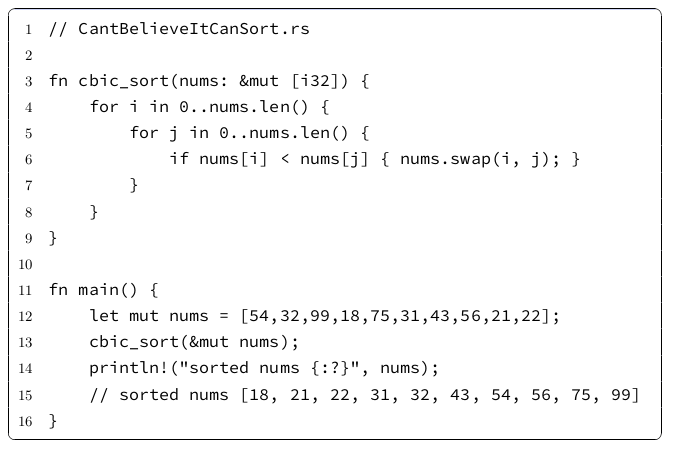 1 // CantBelieveItCanSort.rs
2
3 fn cbic_sort(nums: &mut [i32]) {
4     for i in 0..nums.len() {
5         for j in 0..nums.len() {
6             if nums[i] < nums[j] { nums.swap(i, j); }
7         }
8     }
9 }
10
11 fn main() {
12     let mut nums = [54,32,99,18,75,31,43,56,21,22];
13     cbic_sort(&mut nums);
14     println!("sorted nums {:?}", nums);
15     // sorted nums [18, 21, 22, 31, 32, 43, 54, 56, 75, 99]
16 }